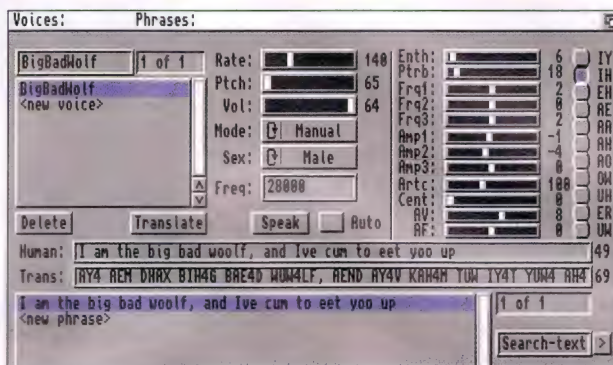 Voices: Phrases:
BigBadWolf 1 of 1
BigBadWolf
<new voice>
Rate: 140
Ptch: 65
Vol: 64
Mode: Manual
Sex: Male
Freq: 28000
Enth: 6
Ptrb: 18
Frq1: 2
Frq2: 0
Frq3: 2
Amp1: -1
Amp2: -4
Amp3: 0
Artc: 100
Cent: 0
AV: 8
AF: 0
IY
IH
EH
AE
AA
AH
AO
OW
UH
ER
UW
Delete Translate Speak Auto
Human: I am the big bad woolf, and Ive cum to eet yoo up 49
Trans: AY4 AEM DHAX BIH4G BAE4D WUW4LF, AEND AY4V KAH4M TUW IY4T YUW4 AH4 69
I am the big bad woolf, and Ive cum to eet yoo up
<new phrase>
1 of 1
Search-text >